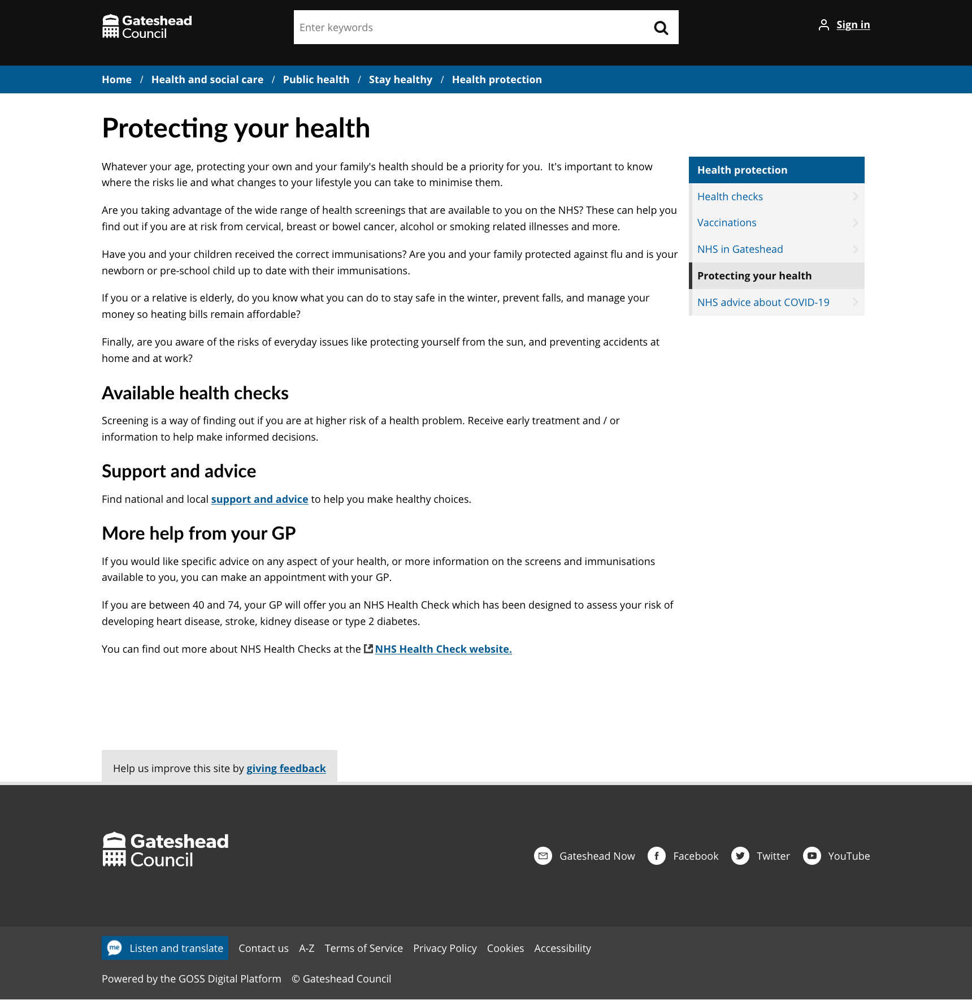 Gateshead
Council
Enter keywords
Sign in
Home / Health and social care / Public health / Stay healthy / Health protection
Protecting your health
Whatever your age, protecting your own and your family's health should be a priority for you.  It's important to know
where the risks lie and what changes to your lifestyle you can take to minimise them.
Are you taking advantage of the wide range of health screenings that are available to you on the NHS? These can help you
find out if you are at risk from cervical, breast or bowel cancer, alcohol or smoking related illnesses and more.
Have you and your children received the correct immunisations? Are you and your family protected against flu and is your
newborn or pre-school child up to date with their immunisations.
If you or a relative is elderly, do you know what you can do to stay safe in the winter, prevent falls, and manage your
money so heating bills remain affordable?
Finally, are you aware of the risks of everyday issues like protecting yourself from the sun, and preventing accidents at
home and at work?
Available health checks
Screening is a way of finding out if you are at higher risk of a health problem. Receive early treatment and / or
information to help make informed decisions.
Support and advice
Find national and local support and advice to help you make healthy choices.
More help from your GP
If you would like specific advice on any aspect of your health, or more information on the screens and immunisations
available to you, you can make an appointment with your GP.
If you are between 40 and 74, your GP will offer you an NHS Health Check which has been designed to assess your risk of
developing heart disease, stroke, kidney disease or type 2 diabetes.
You can find out more about NHS Health Checks at the NHS Health Check website.
Health protection
Health checks
Vaccinations
NHS in Gateshead
Protecting your health
NHS advice about COVID-19
Help us improve this site by giving feedback
Gateshead
Council
Gateshead Now Facebook Twitter YouTube
me Listen and translate Contact us A-Z Terms of Service Privacy Policy Cookies Accessibility
Powered by the GOSS Digital Platform © Gateshead Council